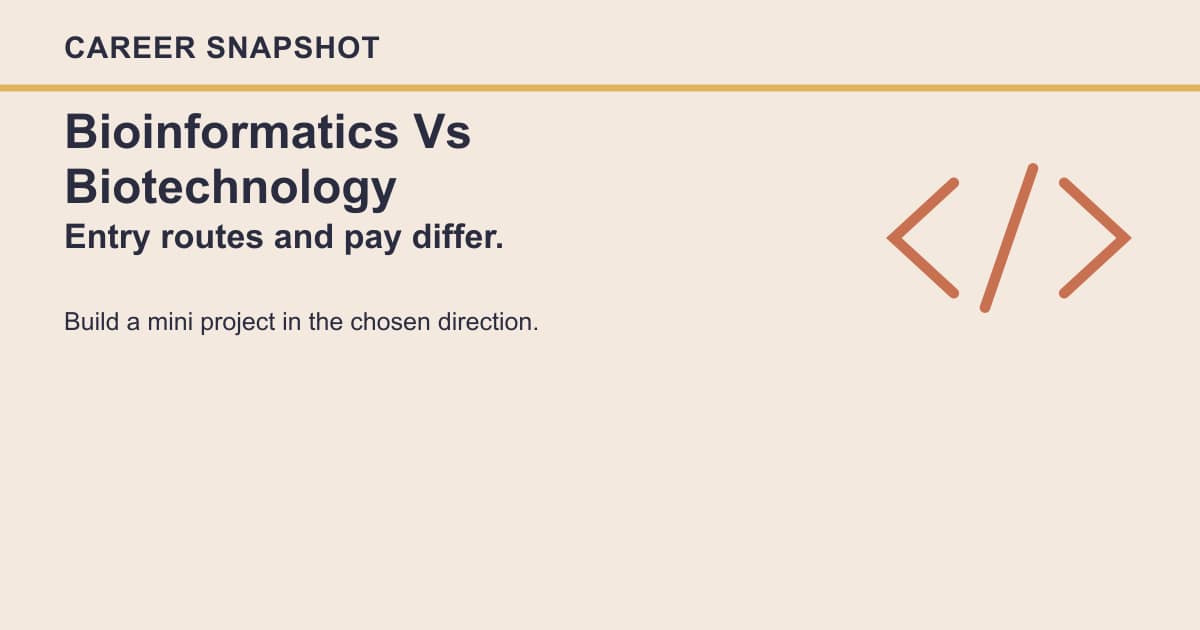 CAREER SNAPSHOT
Bioinformatics Vs
Biotechnology
Entry routes and pay differ.
Build a mini project in the chosen direction.